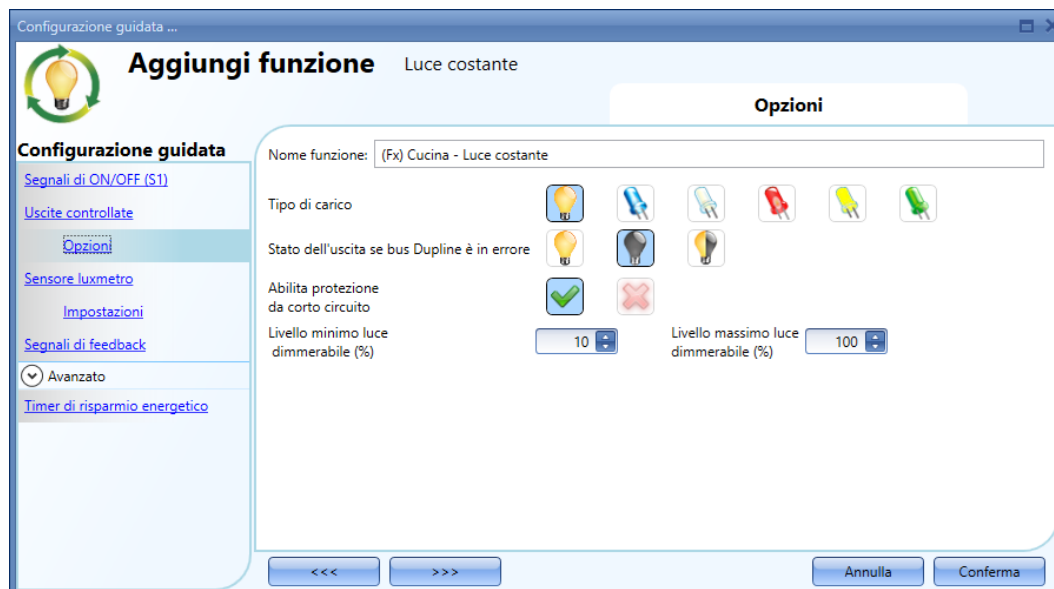 Configurazione guidata ...
Aggiungi funzione Luce costante
Opzioni
Configurazione guidata
Segnali di ON/OFF (S1)
Uscite controllate
Opzioni
Sensore luxmetro
Impostazioni
Segnali di feedback
Avanzato
Timer di risparmio energetico
Nome funzione: (Fx) Cucina - Luce costante
Tipo di carico
Stato dell'uscita se bus Dupline è in errore
Abilita protezione
da corto circuito
Livello minimo luce
dimmerabile (%)
10
Livello massimo luce
dimmerabile (%)
100
<<< >>> Annulla Conferma